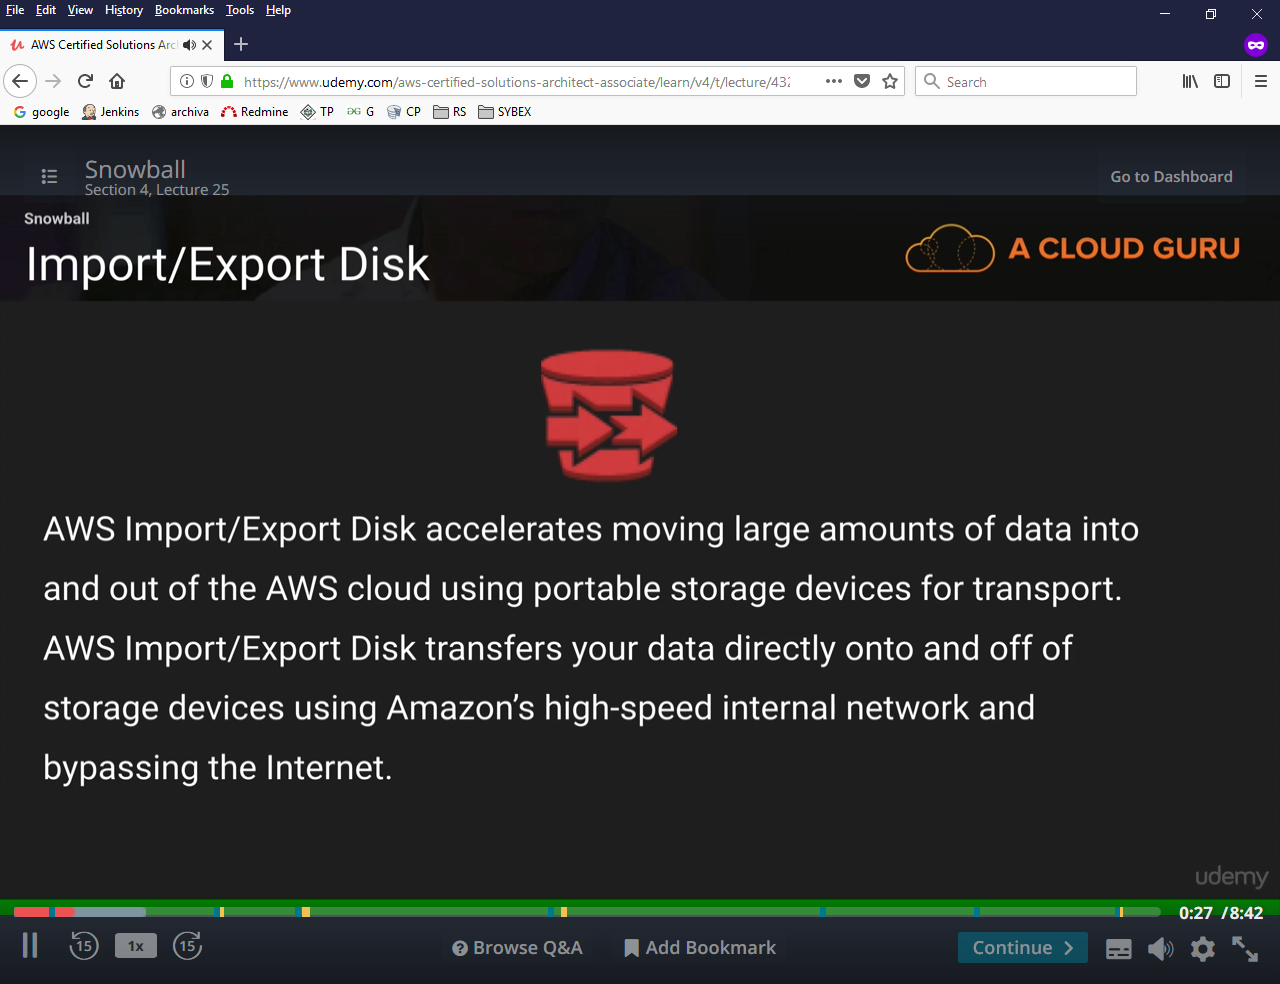 File Edit View History Bookmarks Tools Help
AWS Certified Solutions Arc
https://www.udemy.com/aws-certified-solutions-architect-associate/learn/v4/t/lecture/432
Search
google Jenkins archiva Redmine TP G CP RS SYBEX
Snowball
Section 4, Lecture 25
Go to Dashboard
Snowball
Import/Export Disk
A CLOUD GURU
AWS Import/Export Disk accelerates moving large amounts of data into
and out of the AWS cloud using portable storage devices for transport.
AWS Import/Export Disk transfers your data directly onto and off of
storage devices using Amazon’s high-speed internal network and
bypassing the Internet.
udemy
0:27 / 8:42
15 1x 15 Browse Q&A Add Bookmark Continue